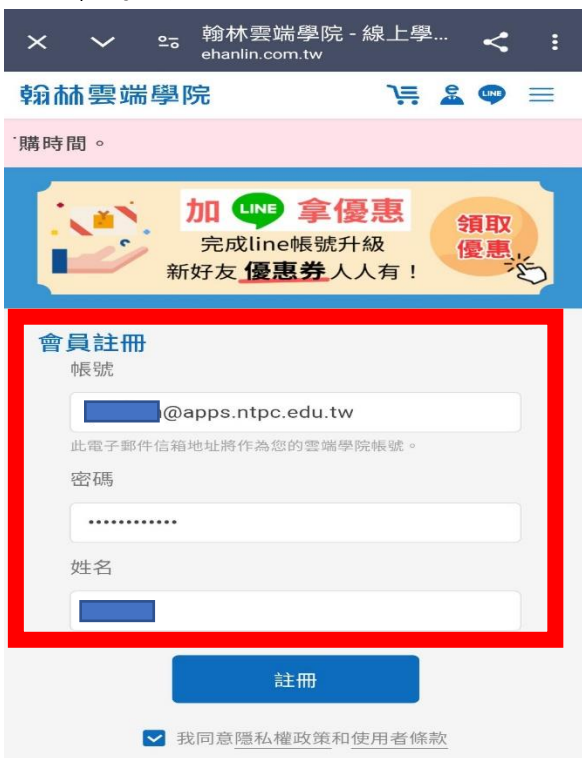 翰林雲端學院 - 線上學...
ehanlin.com.tw
翰林雲端學院
LINE
購時間。
加 LINE 拿優惠
完成line帳號升級
新好友 優惠券 人人有!
領取
優惠
會員註冊
帳號
@apps.ntpc.edu.tw
此電子郵件信箱地址將作為您的雲端學院帳號。
密碼
••••••••••••
姓名
註冊
我同意隱私權政策和使用者條款